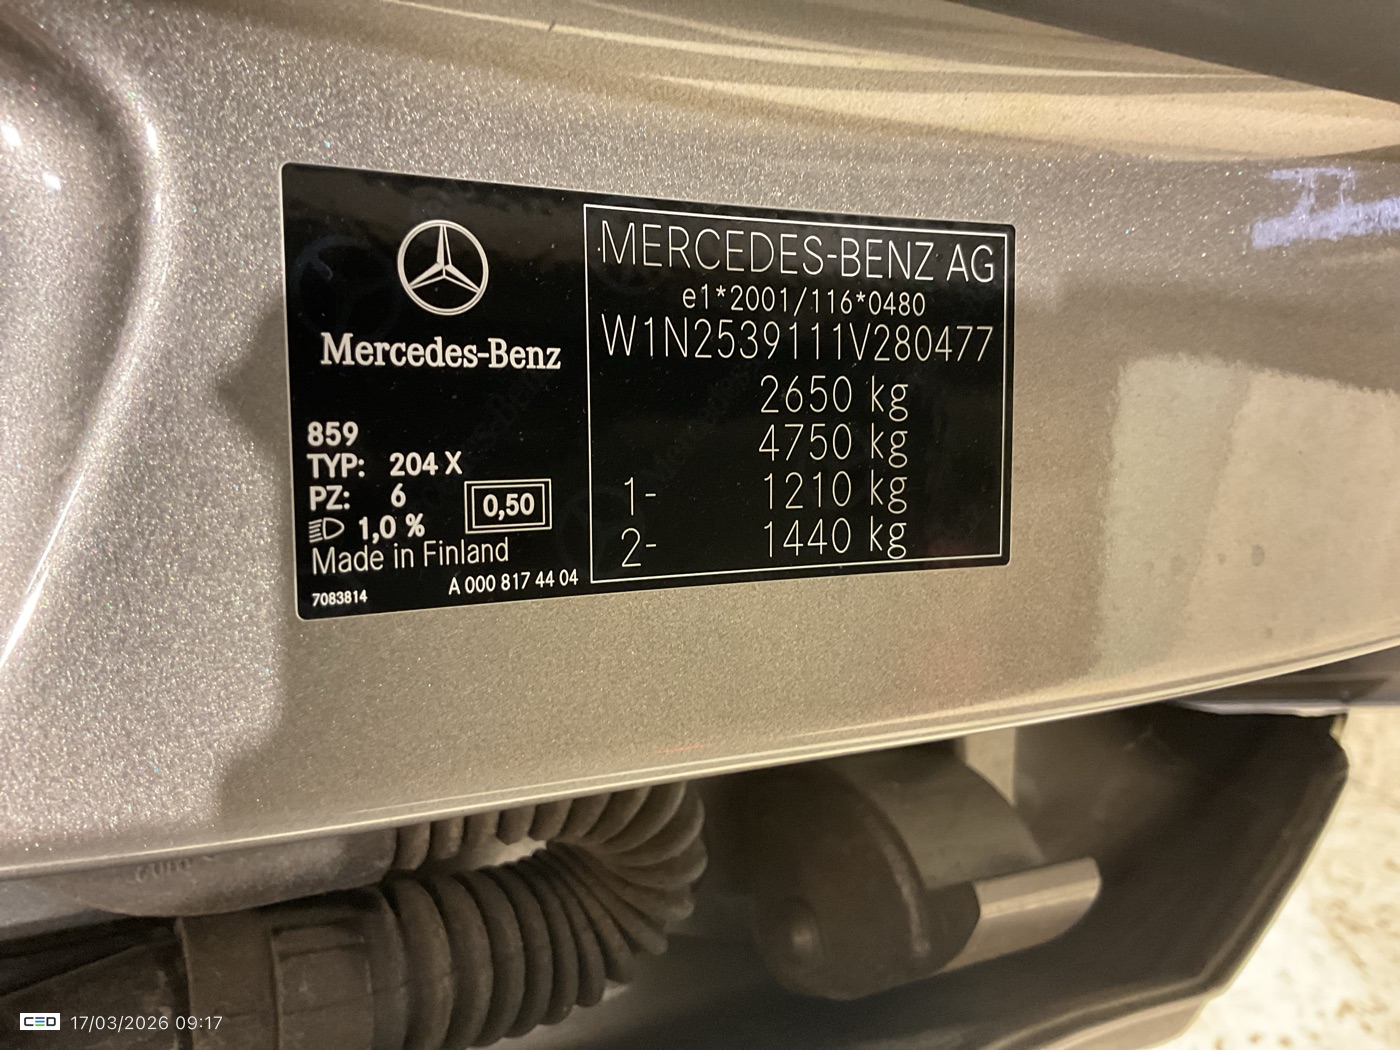 Mercedes-Benz
859
TYP: 204 X
PZ: 6
1,0 %
0,50
Made in Finland
7083814
A 000 817 44 04
MERCEDES-BENZ AG
e1*2001/116*0480
W1N2539111V280477
2650 kg
4750 kg
1- 1210 kg
2- 1440 kg
CED 17/03/2026 09:17